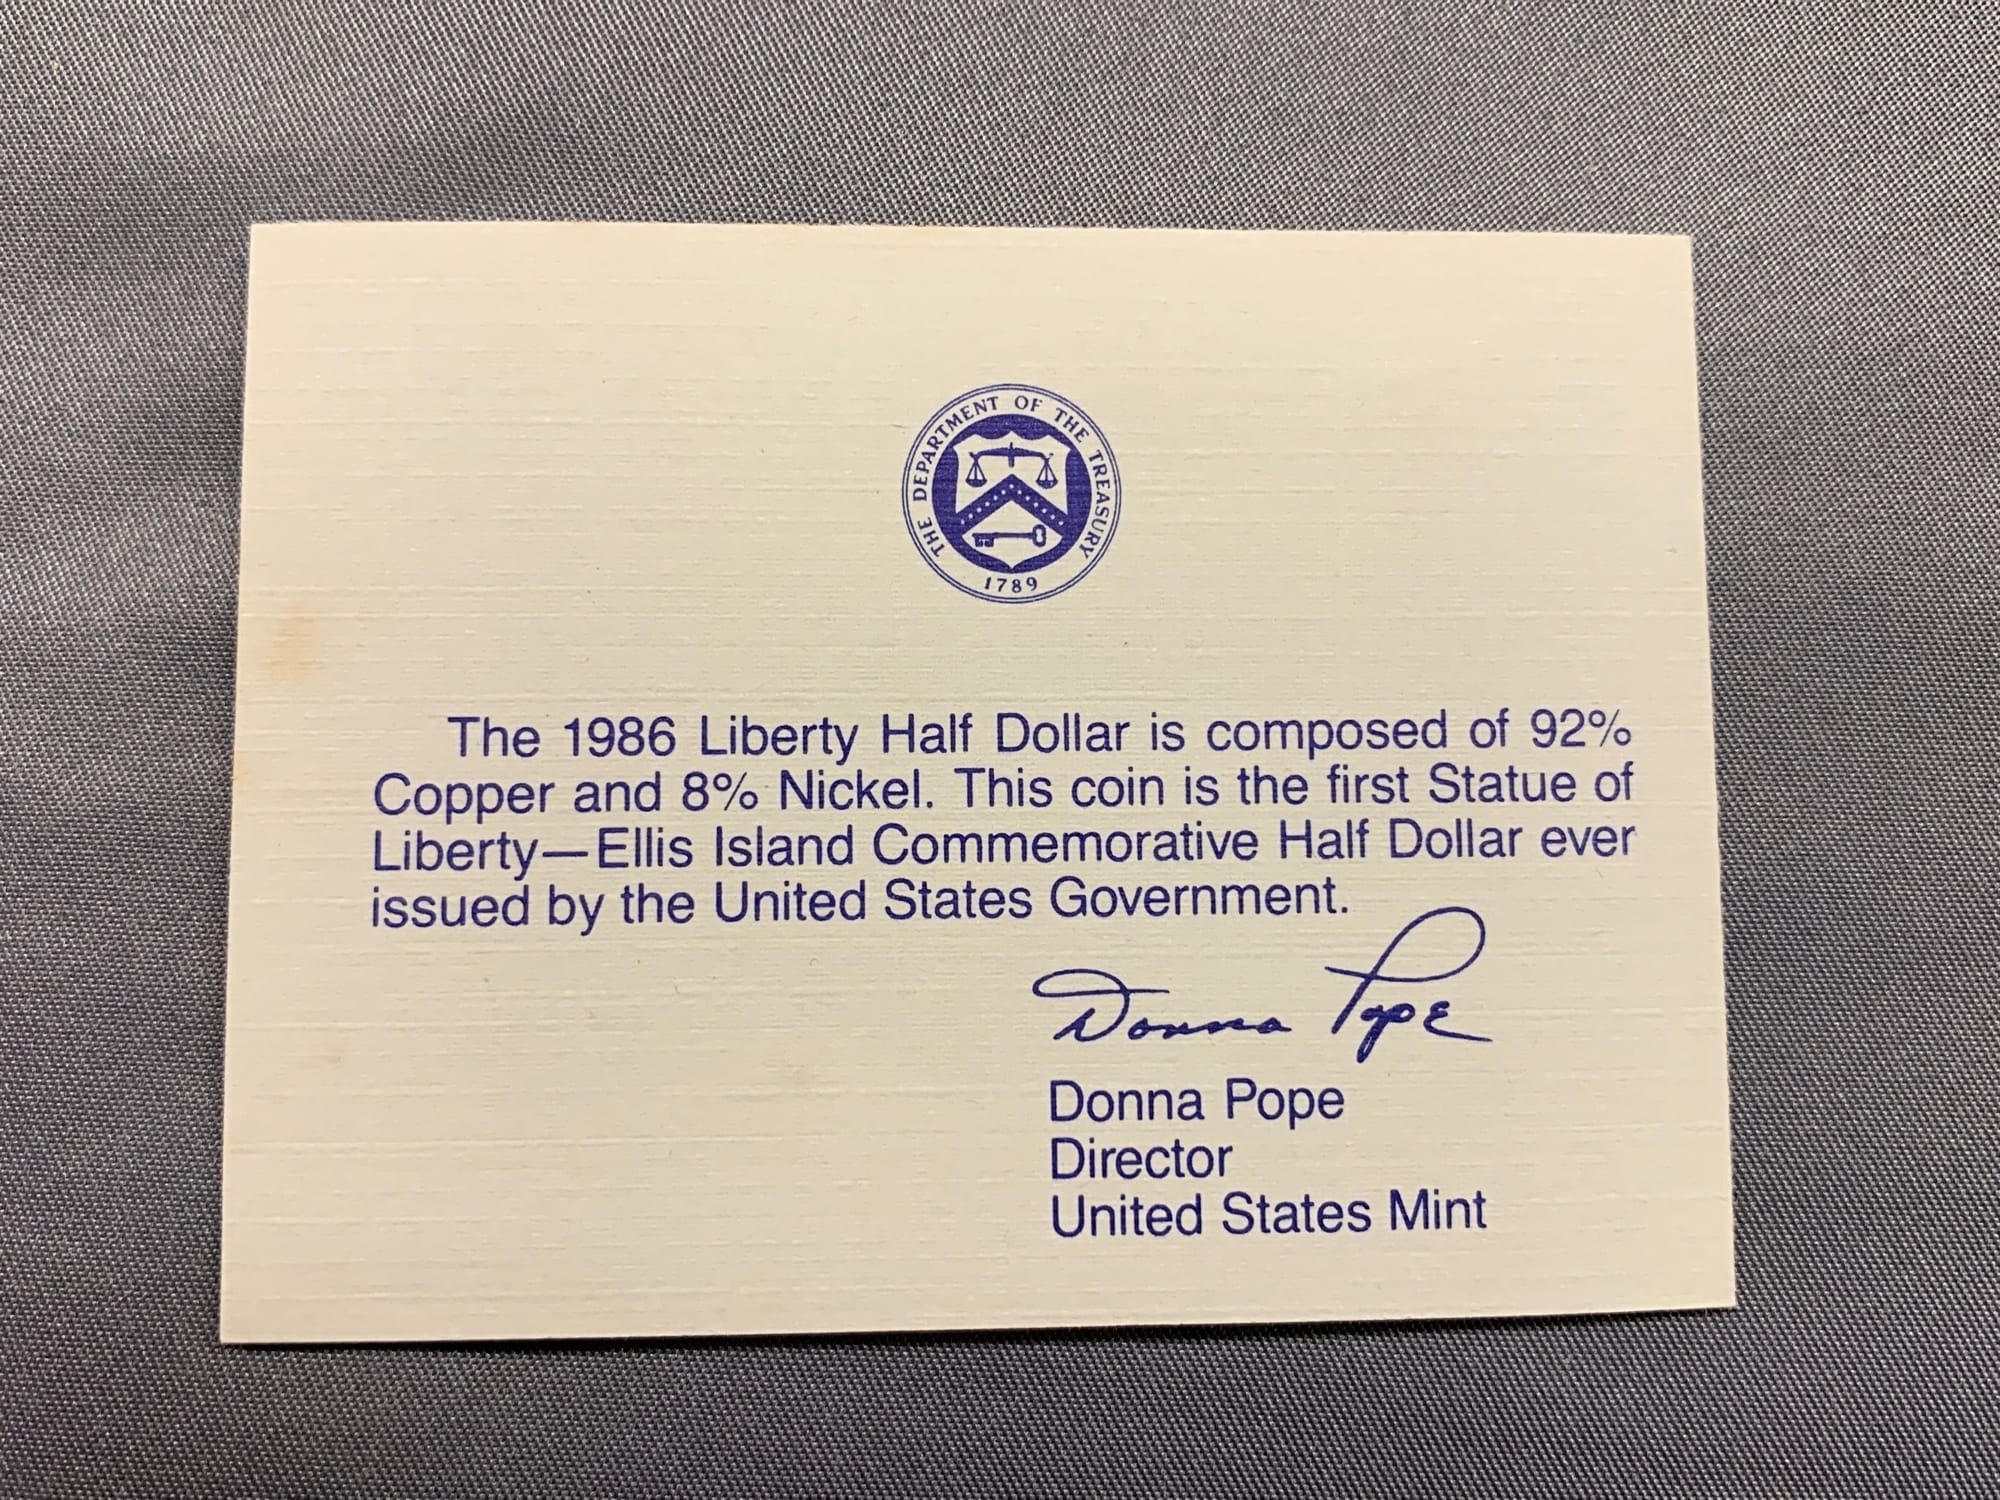 THE DEPARTMENT OF THE TREASURY
1789
The 1986 Liberty Half Dollar is composed of 92%
Copper and 8% Nickel. This coin is the first Statue of
Liberty—Ellis Island Commemorative Half Dollar ever
issued by the United States Government.
Donna Pope
Donna Pope
Director
United States Mint